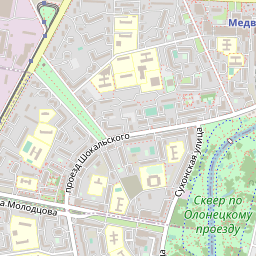 Медв
проезд Шокальского
Сухонская улица
а Молодцова
Сквер по
Олонецкому
проезду